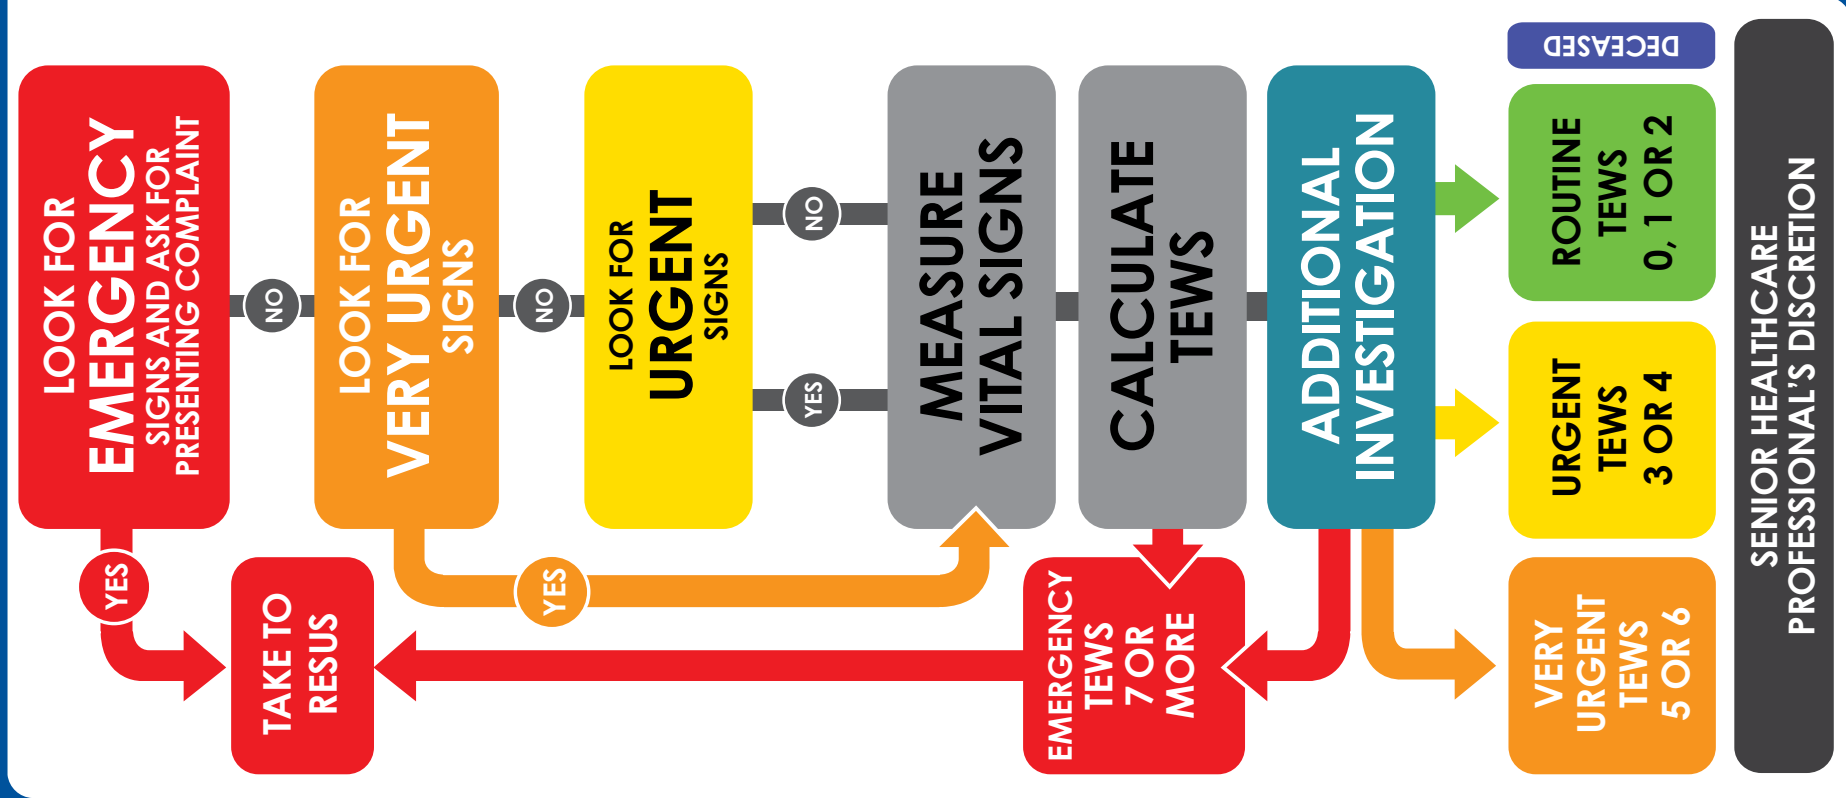 LOOK FOR
EMERGENCY
SIGNS AND ASK FOR
PRESENTING COMPLAINT
YES
TAKE TO
RESUS
NO
LOOK FOR
VERY URGENT
SIGNS
YES
NO
LOOK FOR
URGENT
SIGNS
YES
NO
MEASURE
VITAL SIGNS
CALCULATE
TEWS
EMERGENCY
TEWS
7 OR
MORE
ADDITIONAL
INVESTIGATION
VERY
URGENT
TEWS
5 OR 6
URGENT
TEWS
3 OR 4
ROUTINE
TEWS
0, 1 OR 2
DECEASED
SENIOR HEALTHCARE
PROFESSIONAL'S DISCRETION